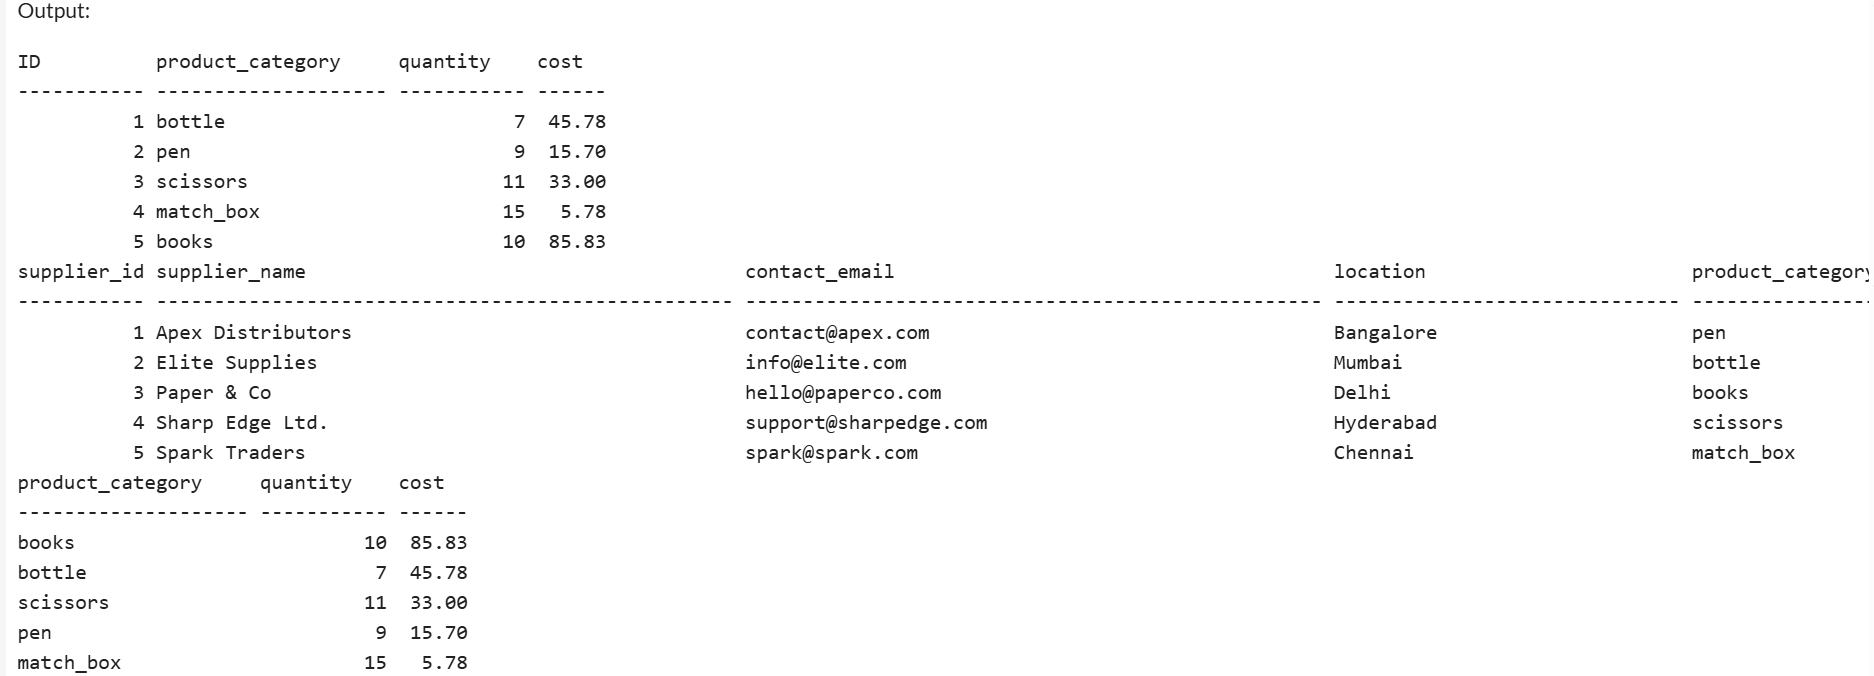 Output:
ID          product_category     quantity    cost
----------- -------------------- ----------- ------
          1 bottle                         7  45.78
          2 pen                            9  15.70
          3 scissors                      11  33.00
          4 match_box                     15   5.78
          5 books                         10  85.83
supplier_id supplier_name                                      contact_email                                      location                       product_category
----------- -------------------------------------------------- -------------------------------------------------- ------------------------------ ----------------
          1 Apex Distributors                                  contact@apex.com                                   Bangalore                      pen
          2 Elite Supplies                                     info@elite.com                                     Mumbai                         bottle
          3 Paper & Co                                         hello@paperco.com                                  Delhi                          books
          4 Sharp Edge Ltd.                                    support@sharpedge.com                              Hyderabad                      scissors
          5 Spark Traders                                      spark@spark.com                                    Chennai                        match_box
product_category     quantity    cost
-------------------- ----------- ------
books                         10  85.83
bottle                         7  45.78
scissors                      11  33.00
pen                            9  15.70
match_box                     15   5.78